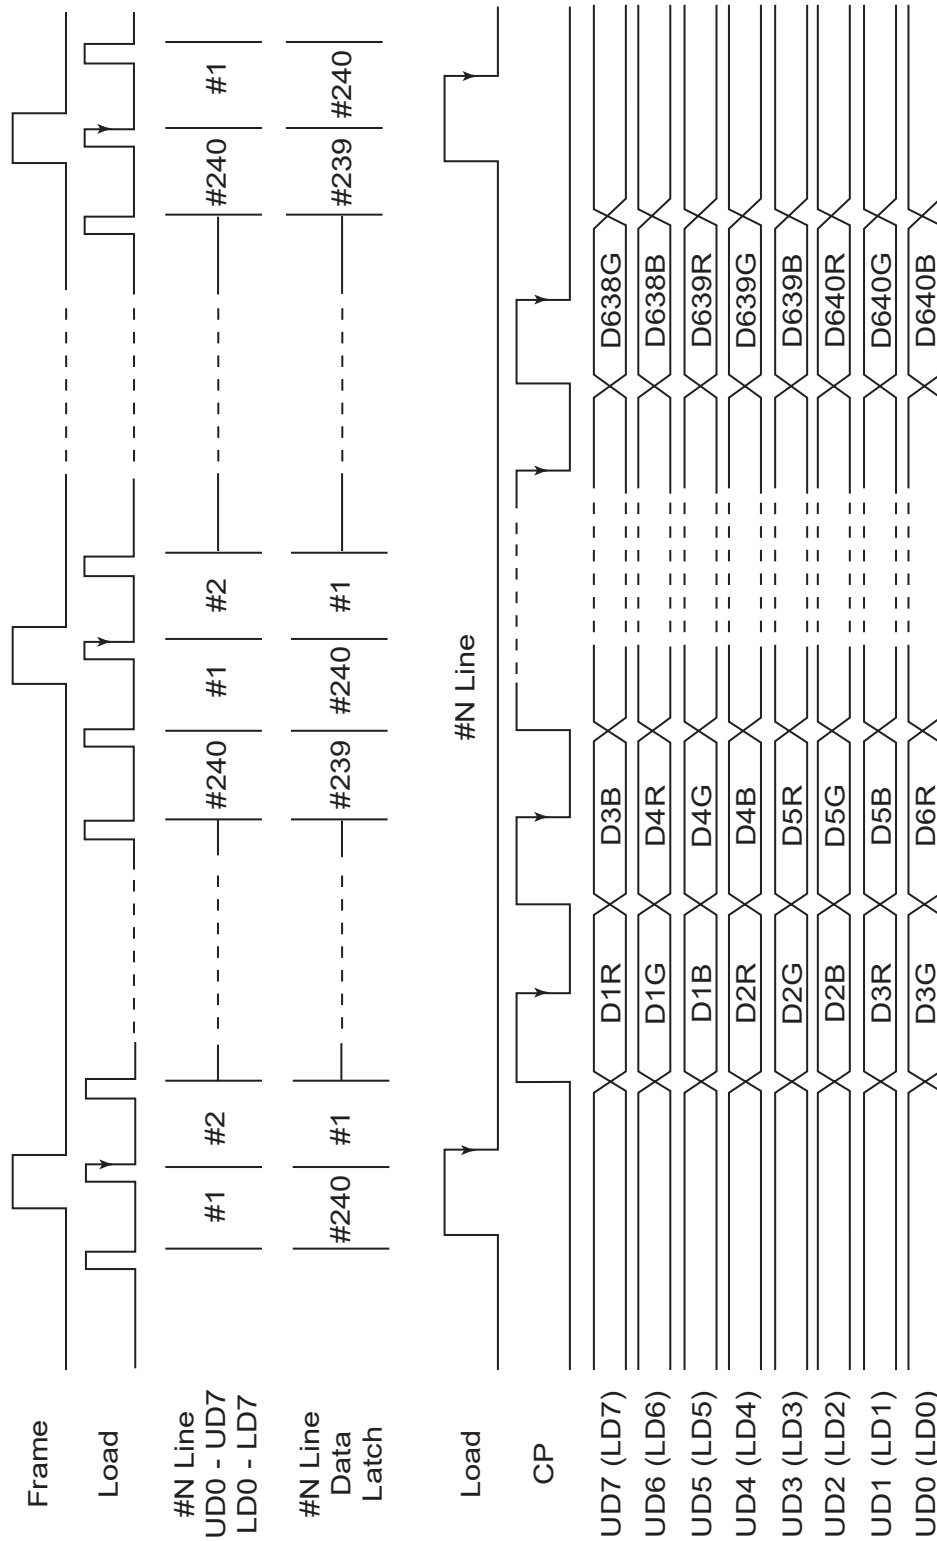 Frame
Load
#N Line
UD0 - UD7
LD0 - LD7
#1
#2
#240
#1
#2
#240
#1
#N Line
Data
Latch
#240
#1
#239
#240
#1
#239
#240
#N Line
Load
CP
UD7 (LD7)
D1R
D3B
D638G
UD6 (LD6)
D1G
D4R
D638B
UD5 (LD5)
D1B
D4G
D639R
UD4 (LD4)
D2R
D4B
D639G
UD3 (LD3)
D2G
D5R
D639B
UD2 (LD2)
D2B
D5G
D640R
UD1 (LD1)
D3R
D5B
D640G
UD0 (LD0)
D3G
D6R
D640B